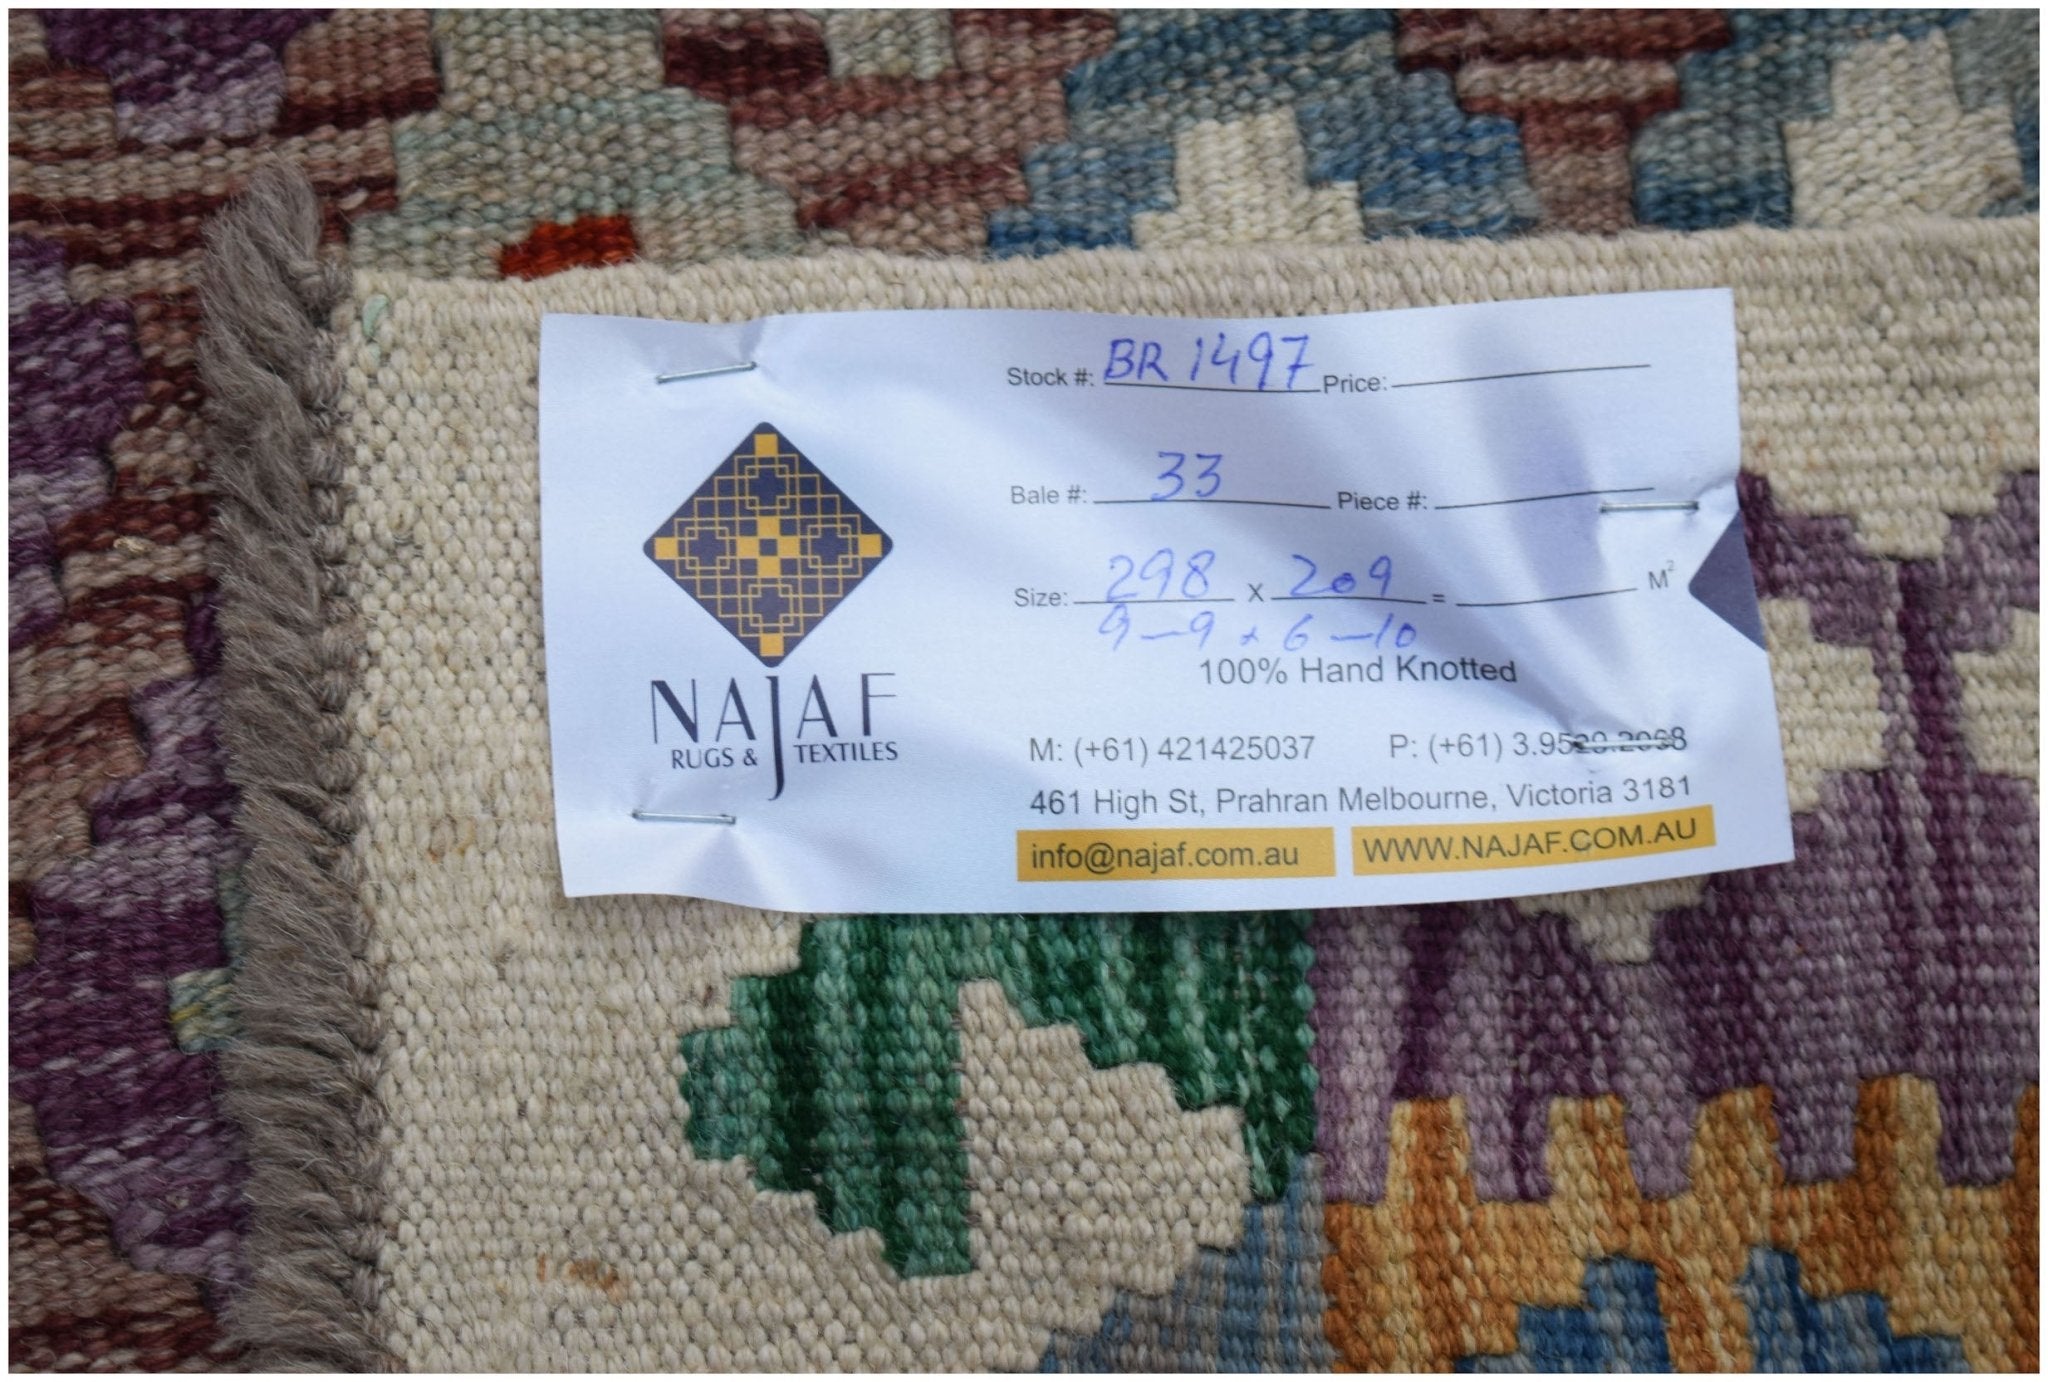 NAJAF
RUGS & TEXTILES
Stock #: BR 1497 Price:
Bale #: 33 Piece #:
Size: 298 X 209 = M²
9-9 x 6-10
100% Hand Knotted
M: (+61) 421425037 P: (+61) 3.9529.2068
461 High St, Prahran Melbourne, Victoria 3181
info@najaf.com.au WWW.NAJAF.COM.AU